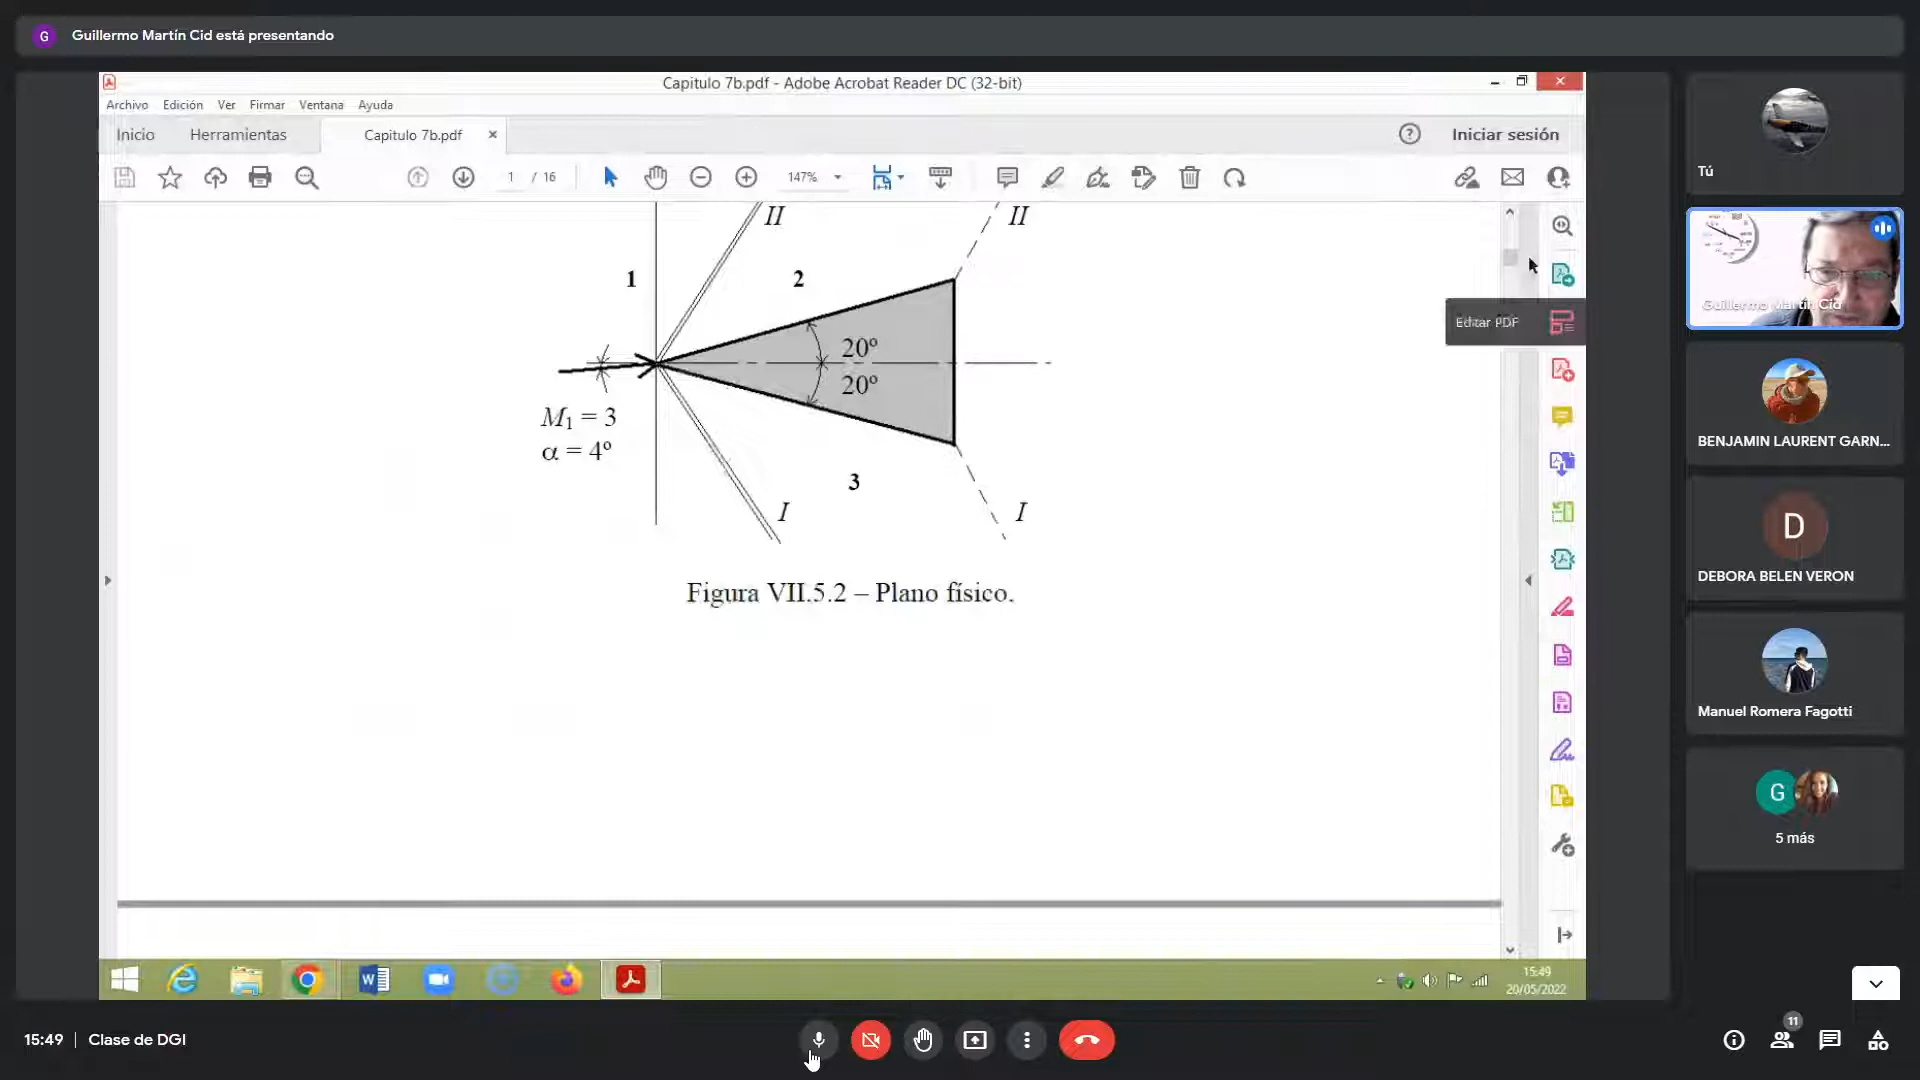 G Guillermo Martín Cid está presentando
Capitulo 7b.pdf - Adobe Acrobat Reader DC (32-bit)
Archivo Edición Ver Firmar Ventana Ayuda
Inicio Herramientas Capitulo 7b.pdf × Iniciar sesión
1 / 16 147%
II II
1 2
20º
20º
M₁ = 3
α = 4º
3
I I
Figura VII.5.2 – Plano físico.
Editar PDF
15:49
20/05/2022
Tú
Guillermo Martín Cid
BENJAMIN LAURENT GARN...
D
DEBORA BELEN VERON
Manuel Romera Fagotti
G
5 más
15:49 | Clase de DGI
11